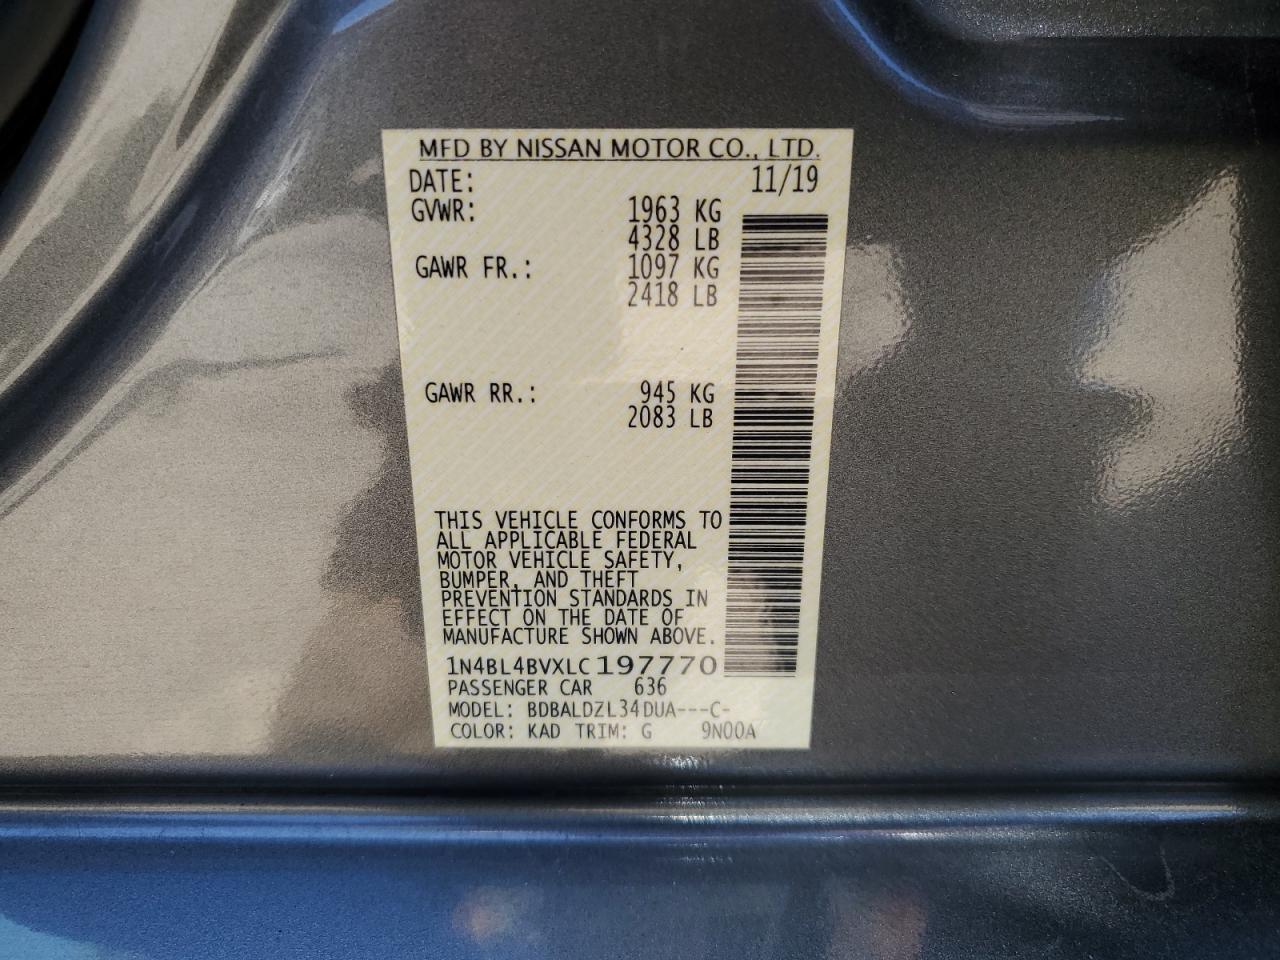 MFD BY NISSAN MOTOR CO., LTD.
DATE: 11/19
GVWR: 1963 KG
4328 LB
GAWR FR.: 1097 KG
2418 LB
GAWR RR.: 945 KG
2083 LB
THIS VEHICLE CONFORMS TO
ALL APPLICABLE FEDERAL
MOTOR VEHICLE SAFETY,
BUMPER, AND THEFT
PREVENTION STANDARDS IN
EFFECT ON THE DATE OF
MANUFACTURE SHOWN ABOVE.
1N4BL4BVXLC197770
PASSENGER CAR 636
MODEL: BDBALDZL34DUA---C-
COLOR: KAD TRIM: G 9N00A